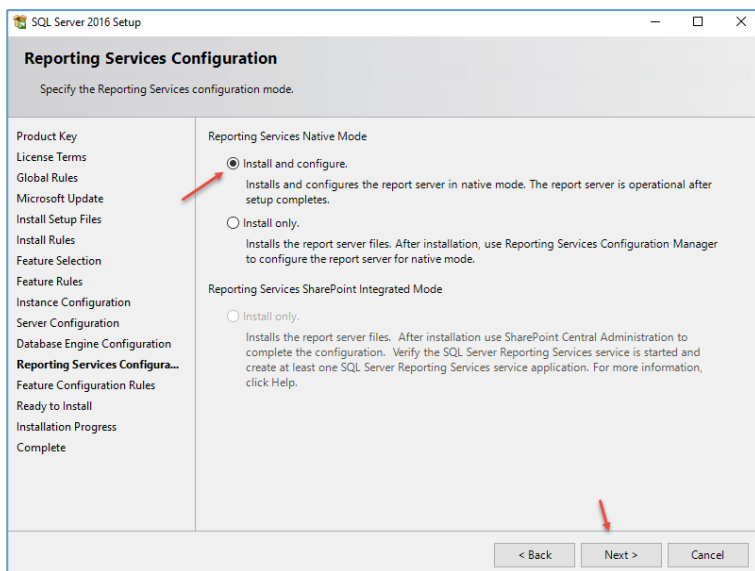 SQL Server 2016 Setup
Reporting Services Configuration
Specify the Reporting Services configuration mode.
Product Key
License Terms
Global Rules
Microsoft Update
Install Setup Files
Install Rules
Feature Selection
Feature Rules
Instance Configuration
Server Configuration
Database Engine Configuration
Reporting Services Configura...
Feature Configuration Rules
Ready to Install
Installation Progress
Complete
Reporting Services Native Mode
Install and configure.
Installs and configures the report server in native mode. The report server is operational after
setup completes.
Install only.
Installs the report server files. After installation, use Reporting Services Configuration Manager
to configure the report server for native mode.
Reporting Services SharePoint Integrated Mode
Install only.
Installs the report server files. After installation use SharePoint Central Administration to
complete the configuration. Verify the SQL Server Reporting Services service is started and
create at least one SQL Server Reporting Services service application. For more information,
click Help.
< Back
Next >
Cancel